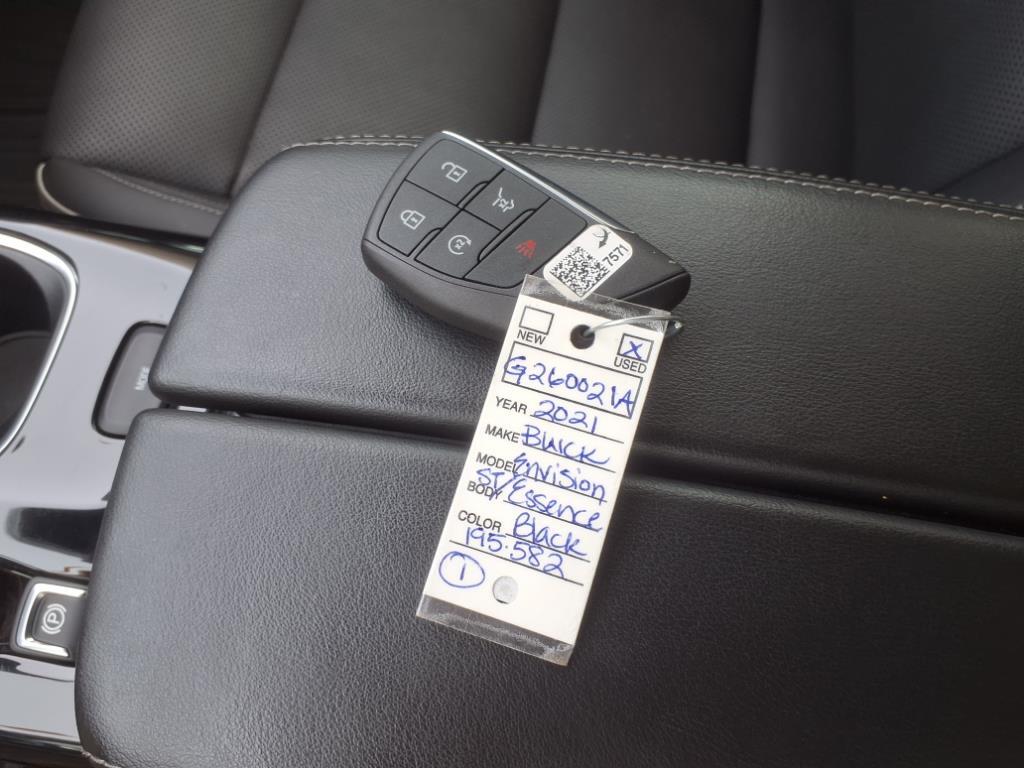 7571
NEW
X
USED
G260021A
YEAR 2021
MAKE Buick
MODEL Envision
BODY ST/Essence
COLOR Black
195.582
1
(P)